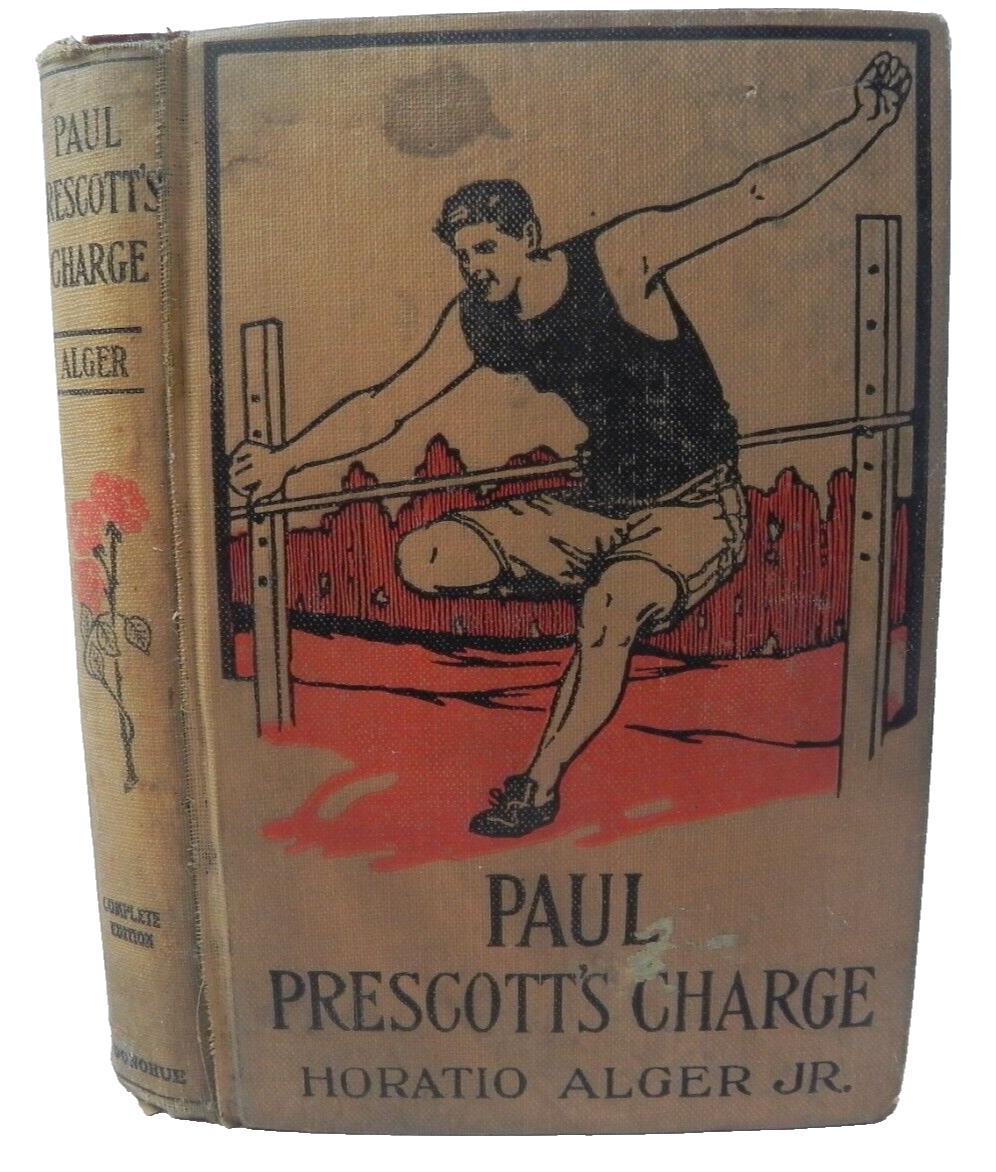 PAUL
PRESCOTT'S
CHARGE
ALGER
COMPLETE
EDITION
DONOHUE
PAUL
PRESCOTT'S CHARGE
HORATIO ALGER JR.